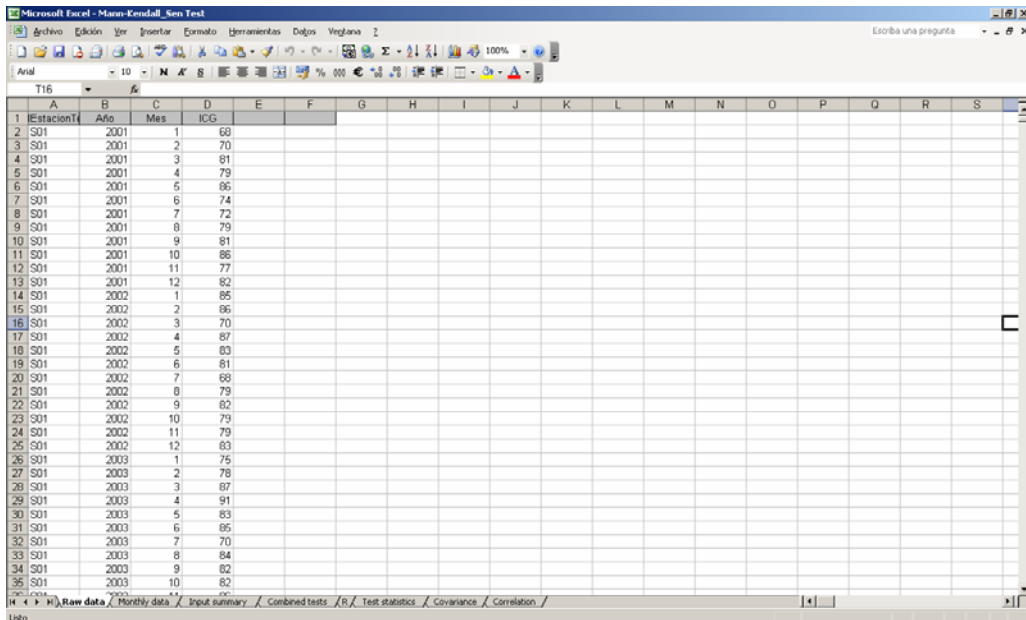 Microsoft Excel - Mann-Kendall_Sen Test
Archivo Edición Ver Insertar Formato Herramientas Datos Ventana ? Escriba una pregunta
100%
Arial 10 N K S % 000 €
T16 fx
A B C D E F G H I J K L M N O P Q R S
1 Año Mes ICG
2 S01 2001 1 68
3 S01 2001 2 70
4 S01 2001 3 81
5 S01 2001 4 79
6 S01 2001 5 86
7 S01 2001 6 74
8 S01 2001 7 72
9 S01 2001 8 79
10 S01 2001 9 81
11 S01 2001 10 86
12 S01 2001 11 77
13 S01 2001 12 82
14 S01 2002 1 85
15 S01 2002 2 86
16 S01 2002 3 70
17 S01 2002 4 87
18 S01 2002 5 83
19 S01 2002 6 81
20 S01 2002 7 68
21 S01 2002 8 79
22 S01 2002 9 82
23 S01 2002 10 79
24 S01 2002 11 79
25 S01 2002 12 83
26 S01 2003 1 75
27 S01 2003 2 78
28 S01 2003 3 87
29 S01 2003 4 91
30 S01 2003 5 83
31 S01 2003 6 85
32 S01 2003 7 70
33 S01 2003 8 84
34 S01 2003 9 82
35 S01 2003 10 82
Raw data Monthly data Input summary Combined tests R Test statistics Covariance Correlation
Listo